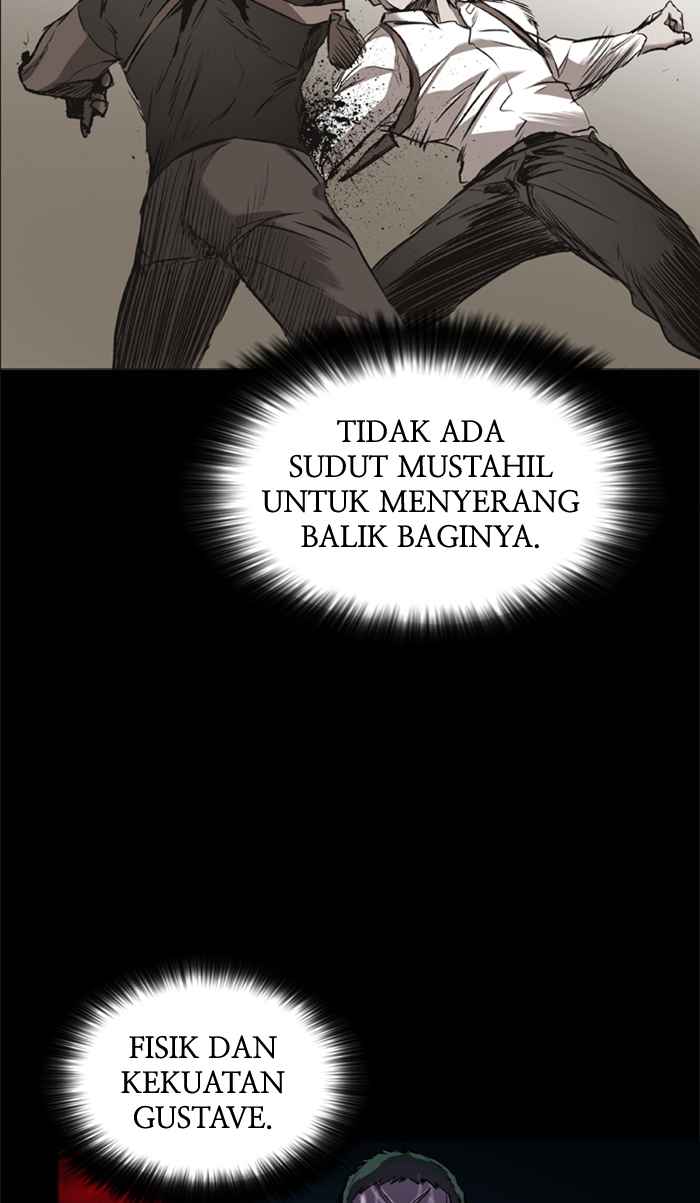 TIDAK ADA
SUDUT MUSTAHIL
UNTUK MENYERANG
BALIK BAGINYA.
FISIK DAN
KEKUATAN
GUSTAVE.